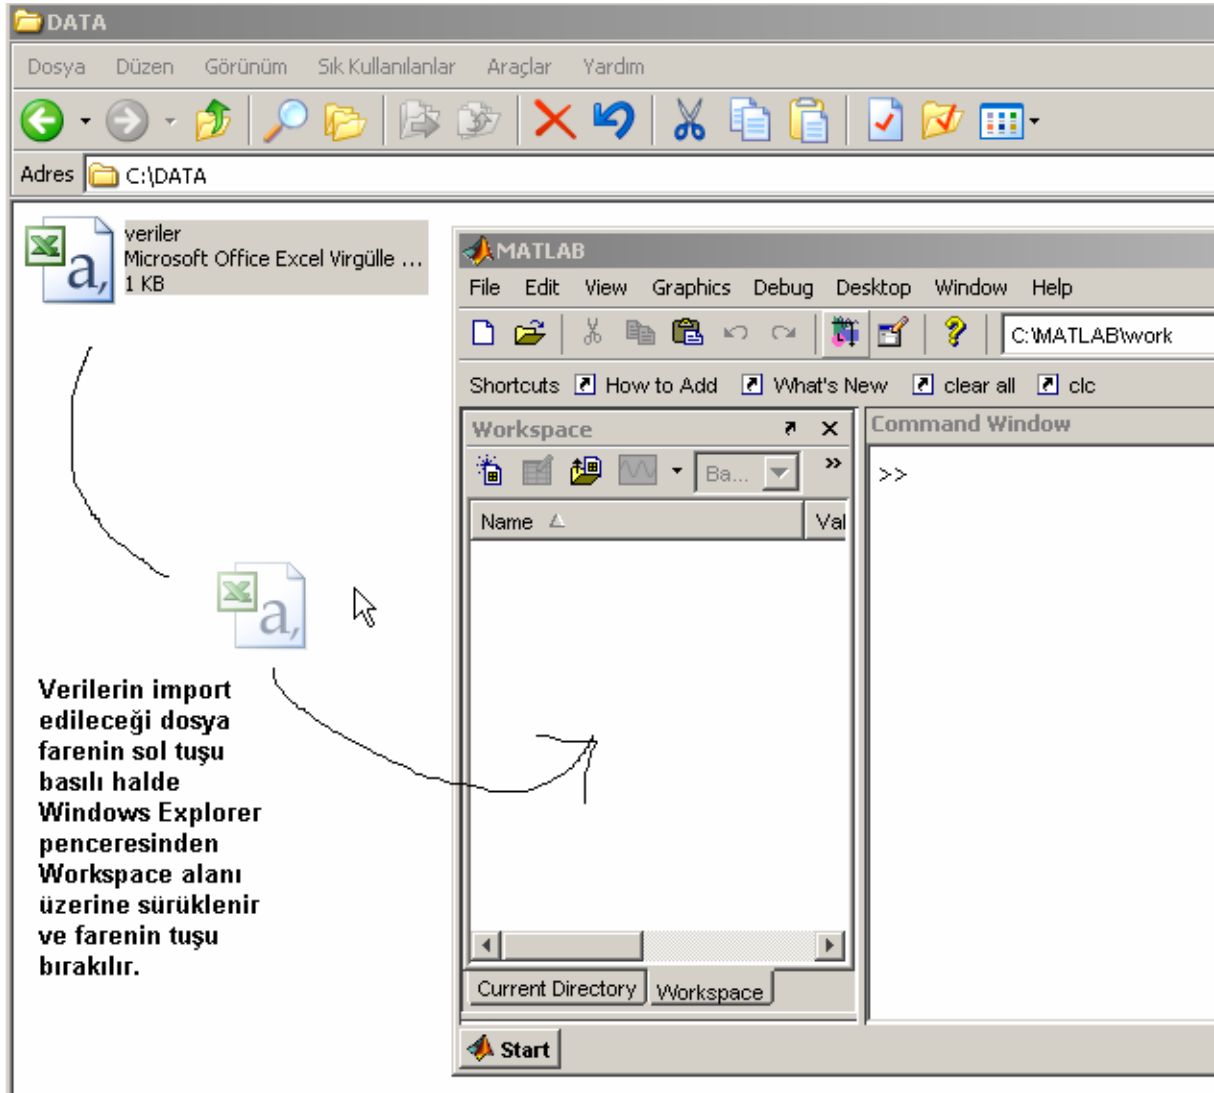 DATA
Dosya Düzen Görünüm Sık Kullanılanlar Araçlar Yardım
Adres C:\DATA
veriler
Microsoft Office Excel Virgülle ...
1 KB
a,
MATLAB
File Edit View Graphics Debug Desktop Window Help
C:\MATLAB\work
Shortcuts How to Add What's New clear all clc
Workspace
Command Window
Ba...
>>
Name Val
a,
Verilerin import
edileceği dosya
farenin sol tuşu
basılı halde
Windows Explorer
penceresinden
Workspace alanı
üzerine sürüklenir
ve farenin tuşu
bırakılır.
Current Directory Workspace
Start